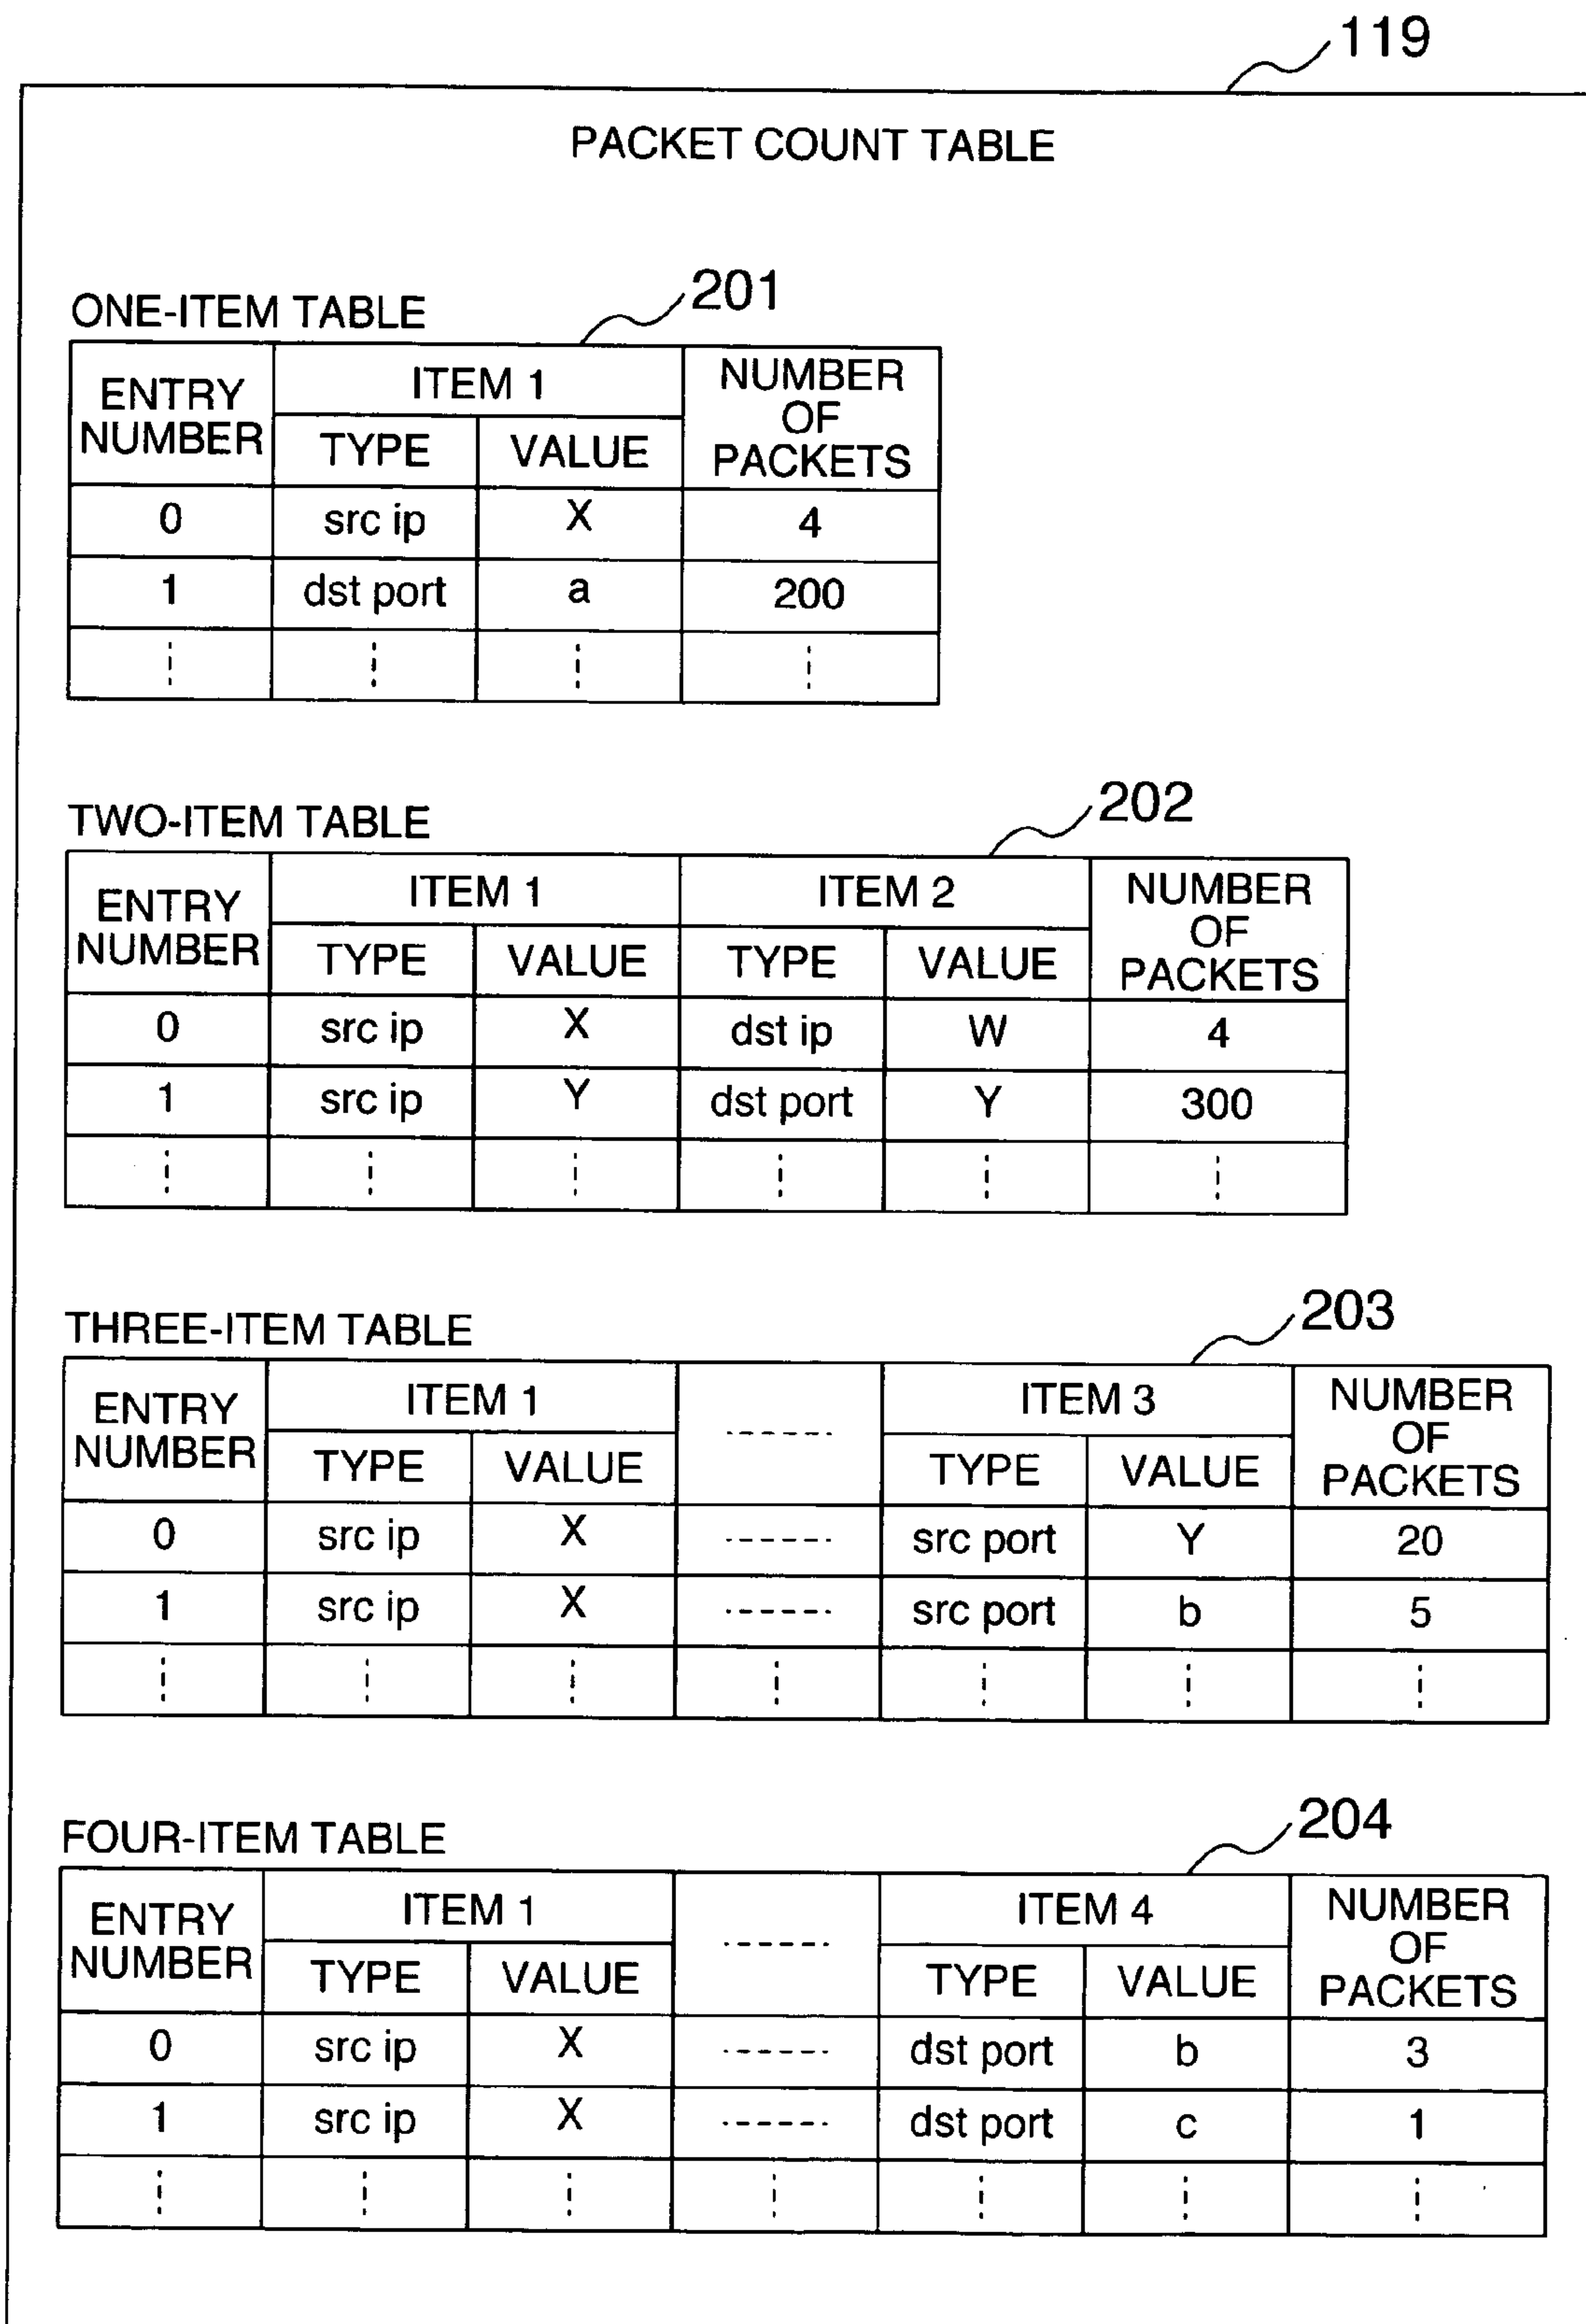 119
PACKET COUNT TABLE
ONE-ITEM TABLE
201
ENTRY NUMBER ITEM 1 NUMBER OF PACKETS
TYPE VALUE
0 src ip X 4
1 dst port a 200
TWO-ITEM TABLE
202
ENTRY NUMBER ITEM 1 ITEM 2 NUMBER OF PACKETS
TYPE VALUE TYPE VALUE
0 src ip X dst ip W 4
1 src ip Y dst port Y 300
THREE-ITEM TABLE
203
ENTRY NUMBER ITEM 1 ITEM 3 NUMBER OF PACKETS
TYPE VALUE TYPE VALUE
0 src ip X src port Y 20
1 src ip X src port b 5
FOUR-ITEM TABLE
204
ENTRY NUMBER ITEM 1 ITEM 4 NUMBER OF PACKETS
TYPE VALUE TYPE VALUE
0 src ip X dst port b 3
1 src ip X dst port c 1